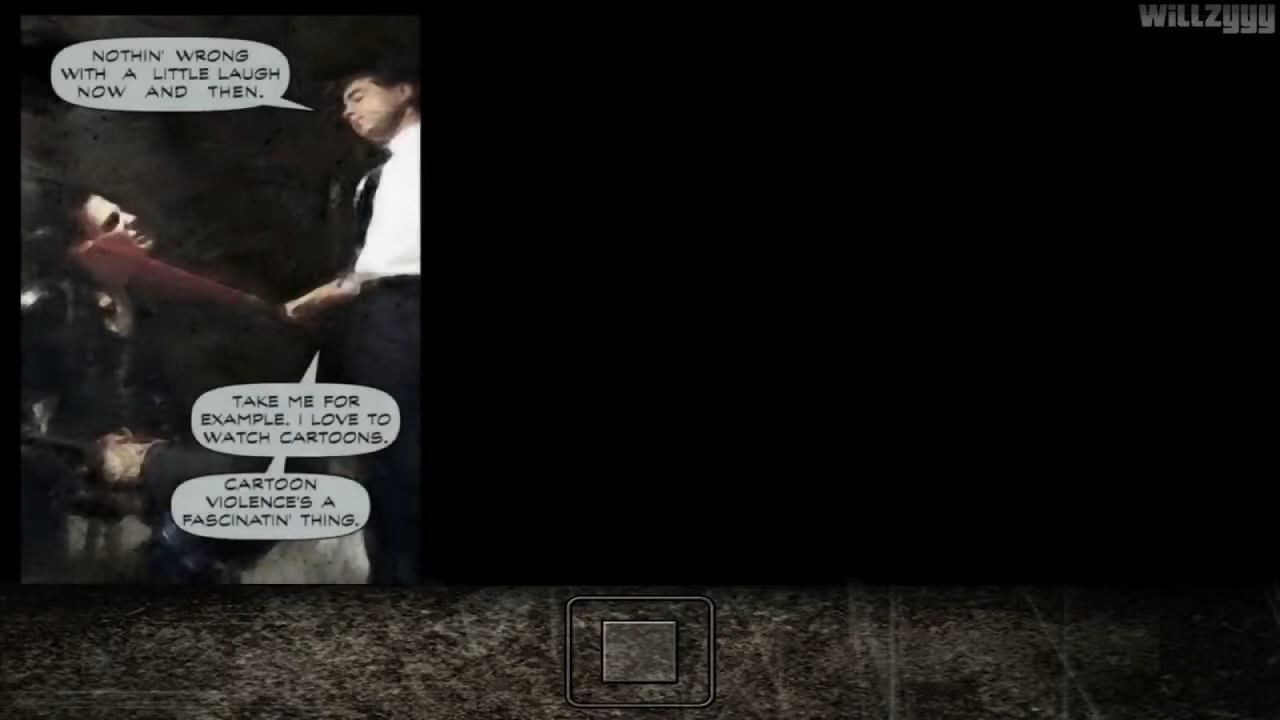 WillZyyy
NOTHIN' WRONG
WITH A LITTLE LAUGH
NOW AND THEN.
TAKE ME FOR
EXAMPLE. I LOVE TO
WATCH CARTOONS.
CARTOON
VIOLENCE'S A
FASCINATIN' THING.